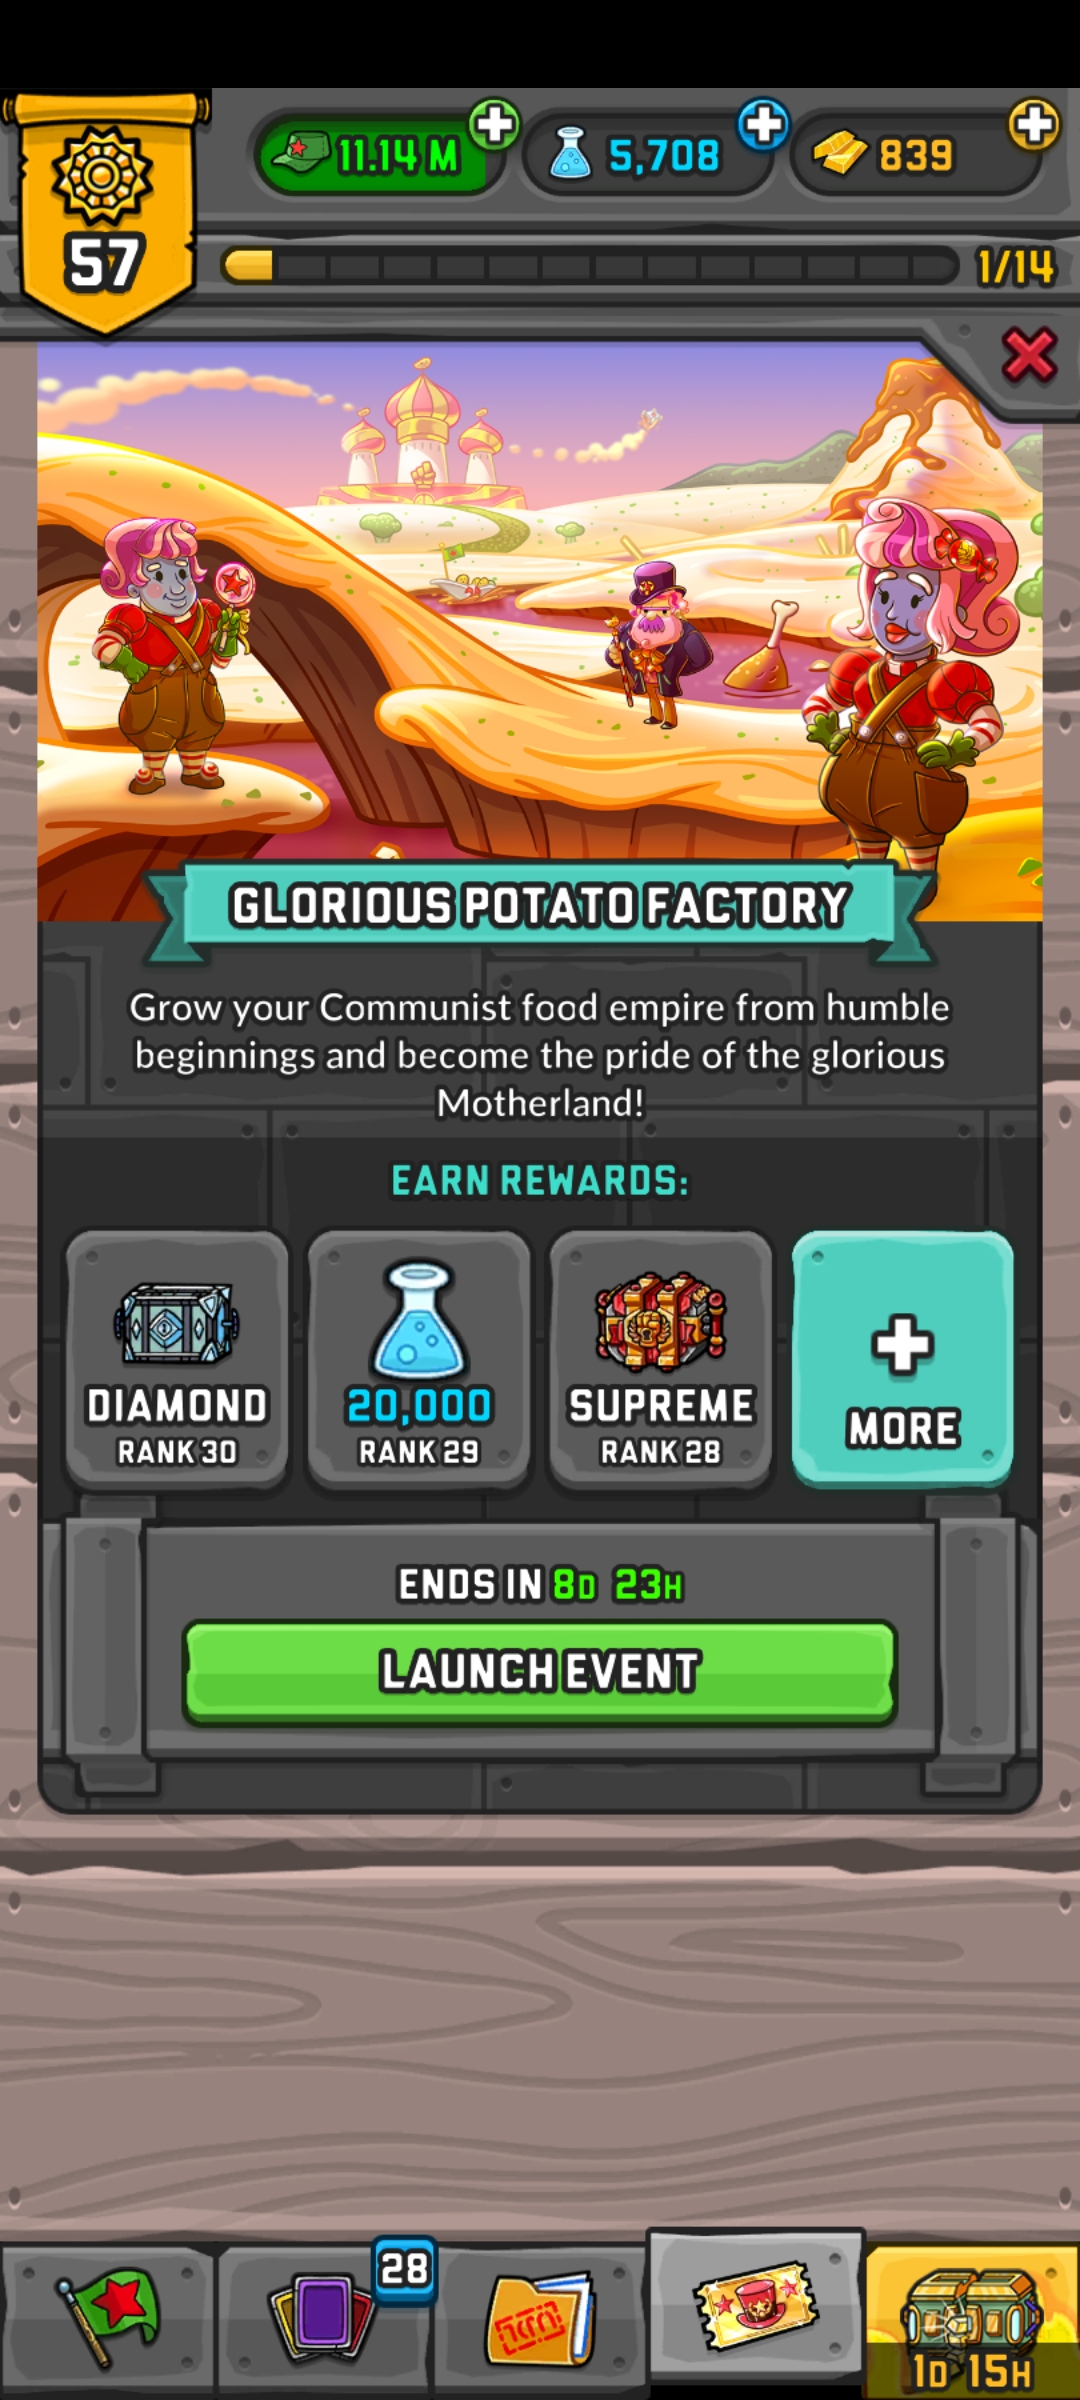 11.14 M
5,708
839
57
1/14
GLORIOUS POTATO FACTORY
Grow your Communist food empire from humble
beginnings and become the pride of the glorious
Motherland!
EARN REWARDS:
DIAMOND
RANK 30
20,000
RANK 29
SUPREME
RANK 28
MORE
ENDS IN 8D 23H
LAUNCH EVENT
28
1D 15H